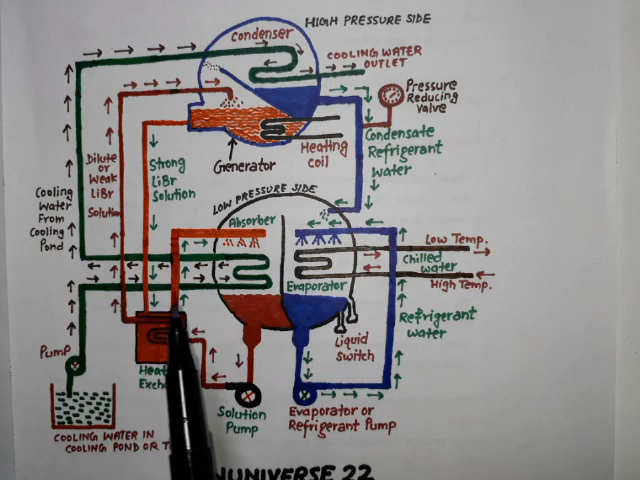 HIGH PRESSURE SIDE
Condenser
COOLING WATER
OUTLET
Pressure
Reducing
Valve
Dilute
or
Weak
LiBr
Solution
Strong
LiBr
Solution
Generator
Heating
coil
Condensate
Refrigerant
Water
Cooling
Water
From
Cooling
Pond
LOW PRESSURE SIDE
Absorber
Low Temp.
Chilled
water
High Temp.
Evaporator
Refrigerant
water
Liquid
switch
Pump
Heat
Solution
Pump
Evaporator or
Refrigerant Pump
COOLING WATER IN
COOLING POND OR
NUNIVERSE 22